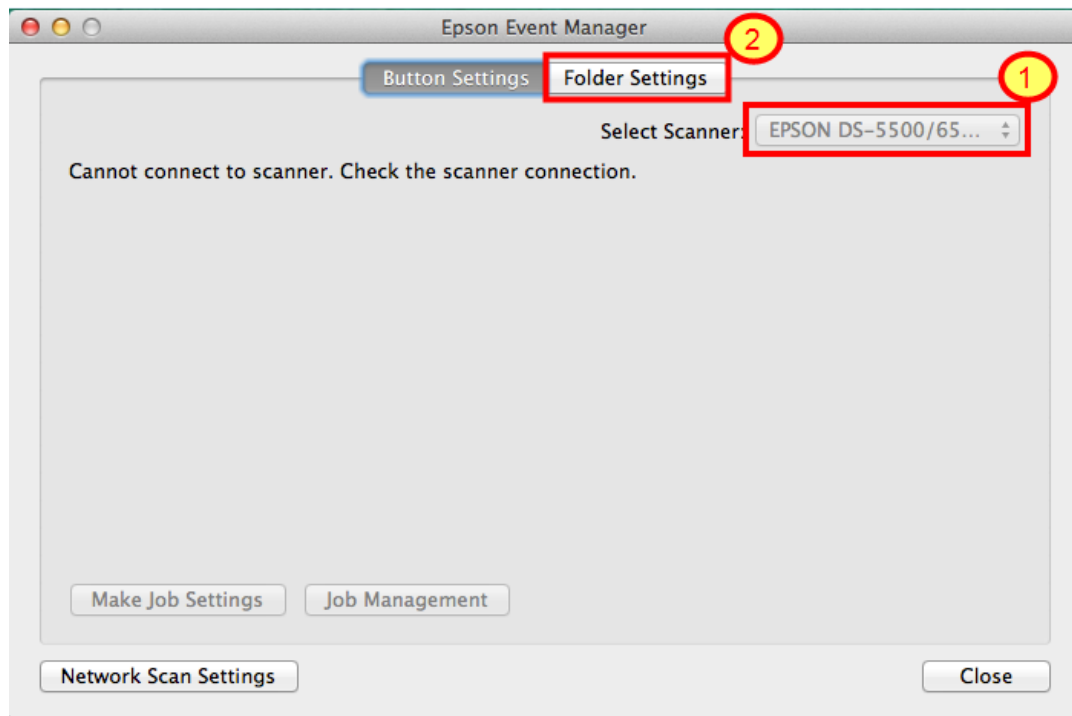 Epson Event Manager
2
Button Settings Folder Settings
1
Select Scanner: EPSON DS-5500/65...
Cannot connect to scanner. Check the scanner connection.
Make Job Settings Job Management
Network Scan Settings Close